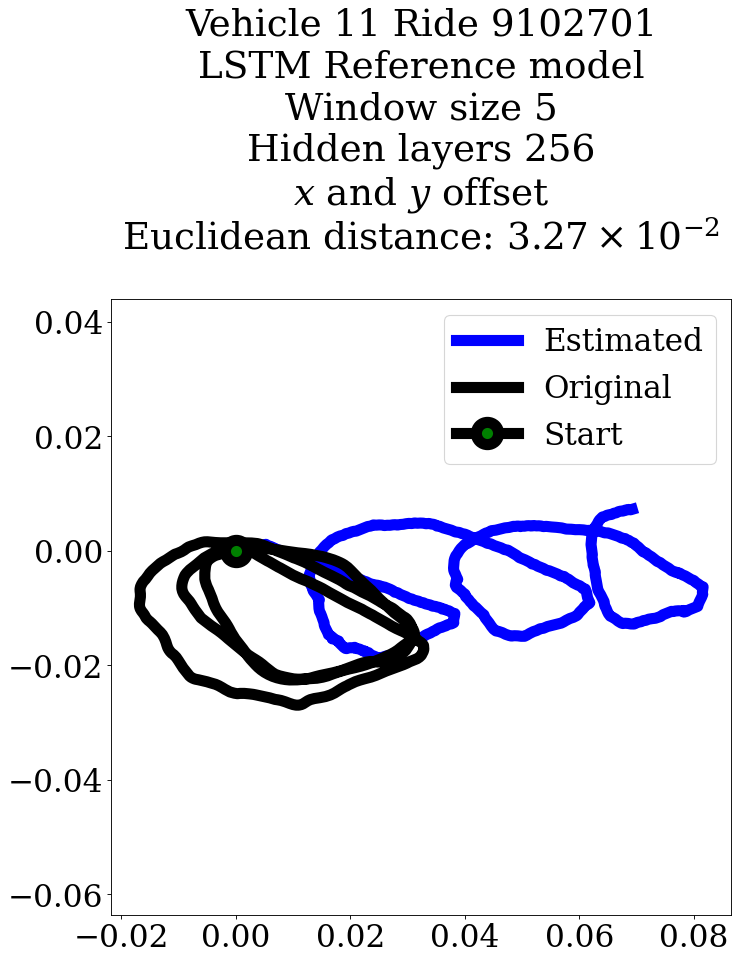 Vehicle 11 Ride 9102701
LSTM Reference model
Window size 5
Hidden layers 256
x and y offset
Euclidean distance: 3.27 × 10⁻²
Estimated
Original
Start
0.04
0.02
0.00
−0.02
−0.04
−0.06
−0.02 0.00 0.02 0.04 0.06 0.08